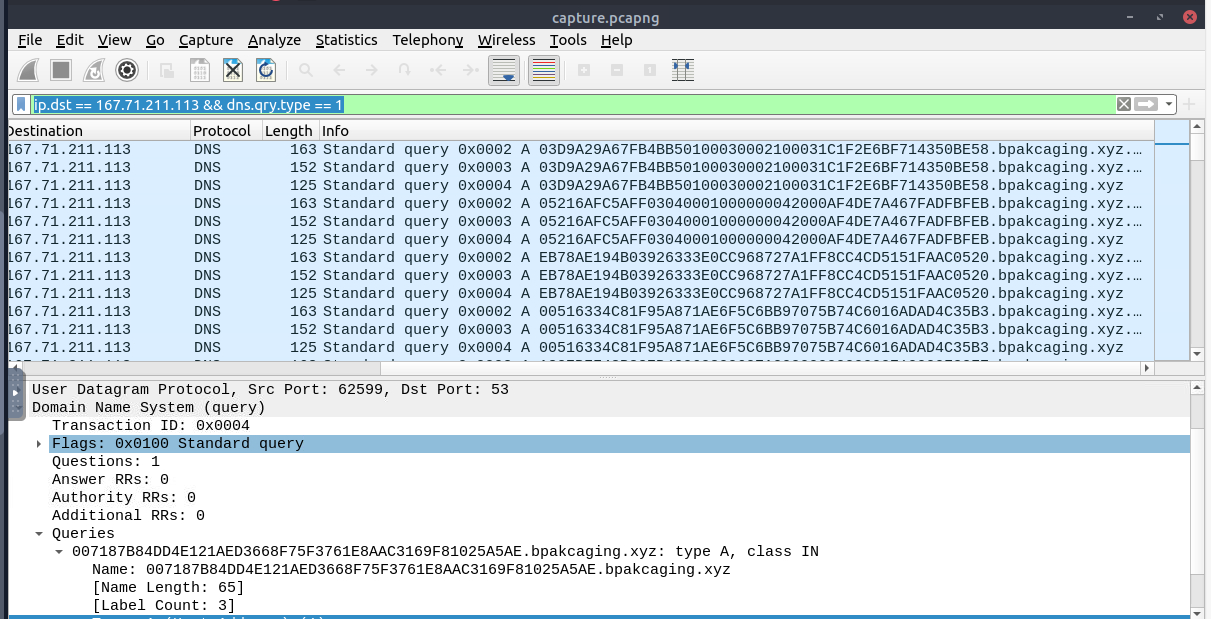 capture.pcapng
File Edit View Go Capture Analyze Statistics Telephony Wireless Tools Help
ip.dst == 167.71.211.113 && dns.qry.type == 1
Destination Protocol Length Info
167.71.211.113 DNS 163 Standard query 0x0002 A 03D9A29A67FB4BB50100030002100031C1F2E6BF714350BE58.bpakcaging.xyz.…
167.71.211.113 DNS 152 Standard query 0x0003 A 03D9A29A67FB4BB50100030002100031C1F2E6BF714350BE58.bpakcaging.xyz.…
167.71.211.113 DNS 125 Standard query 0x0004 A 03D9A29A67FB4BB50100030002100031C1F2E6BF714350BE58.bpakcaging.xyz
167.71.211.113 DNS 163 Standard query 0x0002 A 05216AFC5AFF03040001000000042000AF4DE7A467FADFBFEB.bpakcaging.xyz.…
167.71.211.113 DNS 152 Standard query 0x0003 A 05216AFC5AFF03040001000000042000AF4DE7A467FADFBFEB.bpakcaging.xyz.…
167.71.211.113 DNS 125 Standard query 0x0004 A 05216AFC5AFF03040001000000042000AF4DE7A467FADFBFEB.bpakcaging.xyz
167.71.211.113 DNS 163 Standard query 0x0002 A EB78AE194B03926333E0CC968727A1FF8CC4CD5151FAAC0520.bpakcaging.xyz.…
167.71.211.113 DNS 152 Standard query 0x0003 A EB78AE194B03926333E0CC968727A1FF8CC4CD5151FAAC0520.bpakcaging.xyz.…
167.71.211.113 DNS 125 Standard query 0x0004 A EB78AE194B03926333E0CC968727A1FF8CC4CD5151FAAC0520.bpakcaging.xyz
167.71.211.113 DNS 163 Standard query 0x0002 A 00516334C81F95A871AE6F5C6BB97075B74C6016ADAD4C35B3.bpakcaging.xyz.…
167.71.211.113 DNS 152 Standard query 0x0003 A 00516334C81F95A871AE6F5C6BB97075B74C6016ADAD4C35B3.bpakcaging.xyz.…
167.71.211.113 DNS 125 Standard query 0x0004 A 00516334C81F95A871AE6F5C6BB97075B74C6016ADAD4C35B3.bpakcaging.xyz
User Datagram Protocol, Src Port: 62599, Dst Port: 53
Domain Name System (query)
Transaction ID: 0x0004
Flags: 0x0100 Standard query
Questions: 1
Answer RRs: 0
Authority RRs: 0
Additional RRs: 0
Queries
007187B84DD4E121AED3668F75F3761E8AAC3169F81025A5AE.bpakcaging.xyz: type A, class IN
Name: 007187B84DD4E121AED3668F75F3761E8AAC3169F81025A5AE.bpakcaging.xyz
[Name Length: 65]
[Label Count: 3]